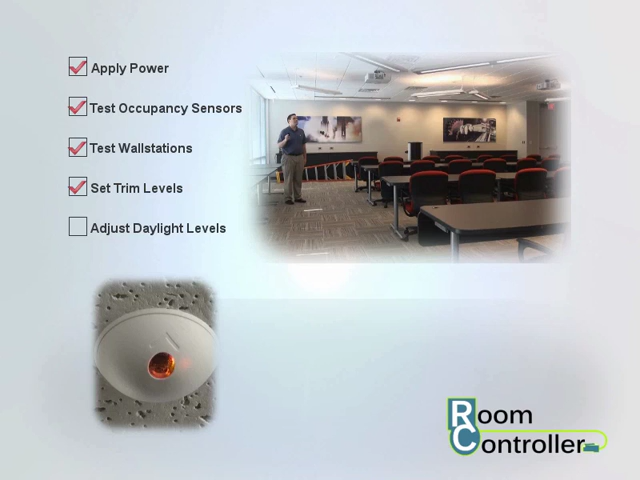 Apply Power
Test Occupancy Sensors
Test Wallstations
Set Trim Levels
Adjust Daylight Levels
Room
Controller